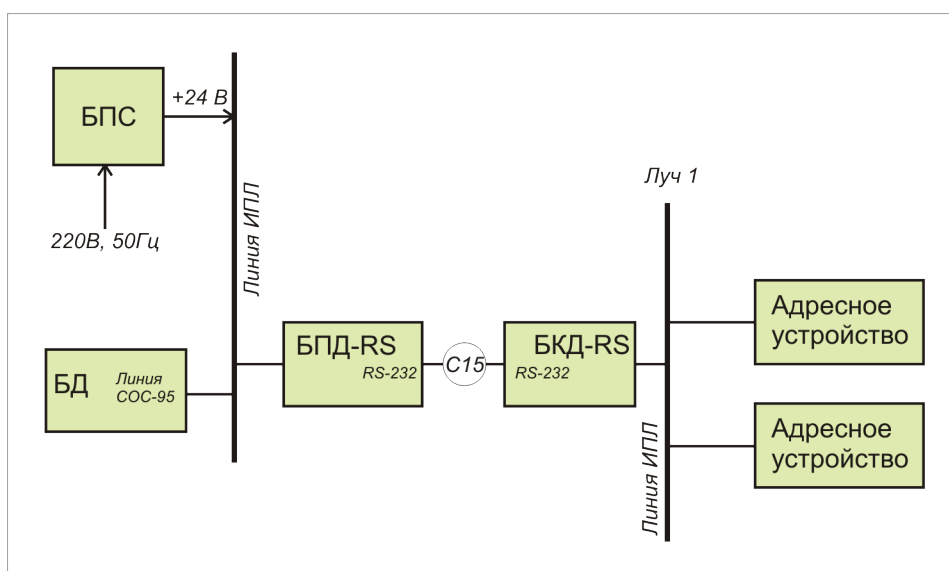 БПС
+24 В
220В, 50Гц
Линия ИПЛ
БД
Линия
СОС-95
БПД-RS
RS-232
С15
БКД-RS
RS-232
Луч 1
Линия ИПЛ
Адресное
устройство
Адресное
устройство